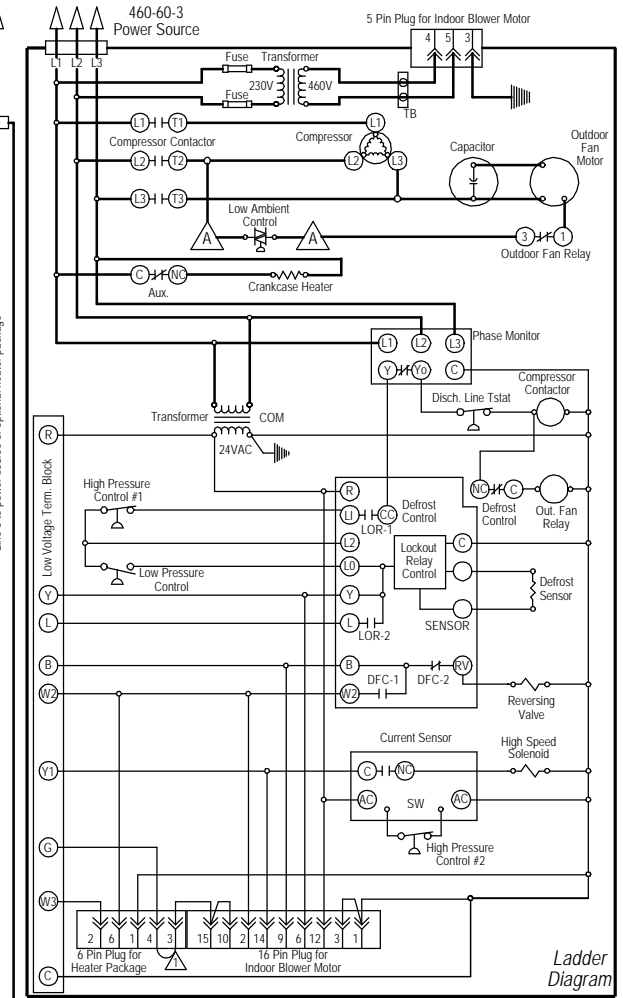 460-60-3
Power Source
5 Pin Plug for Indoor Blower Motor
4 5 3
L1 L2 L3
Fuse Transformer
230V 460V
Fuse
TB
L1 T1 L1
Compressor Contactor
Compressor
Capacitor
Outdoor
Fan
Motor
L2 T2 L2 L3
L3 T3
Low Ambient
Control
A A
3 1
Outdoor Fan Relay
C NC
Aux.
Crankcase Heater
L1 L2 L3
Phase Monitor
Y Yo C
Disch. Line Tstat
Compressor
Contactor
Transformer COM
24VAC
R
Low Voltage Term. Block
High Pressure
Control #1
R
LI CC
LOR-1
Defrost
Control
NC C
Defrost
Control
Out. Fan
Relay
L2
Lockout
Relay
Control
C
L0
Low Pressure
Control
Defrost
Sensor
Y Y
SENSOR
L L
LOR-2
B B
DFC-1 DFC-2 RV
W2 W2
Reversing
Valve
Current Sensor
High Speed
Solenoid
Y1
C NC
AC SW AC
High Pressure
Control #2
G
W3
2 6 1 4 3 15 10 2 14 9 6 12 3 1
6 Pin Plug for
Heater Package
1
16 Pin Plug for
Indoor Blower Motor
C
Ladder
Diagram